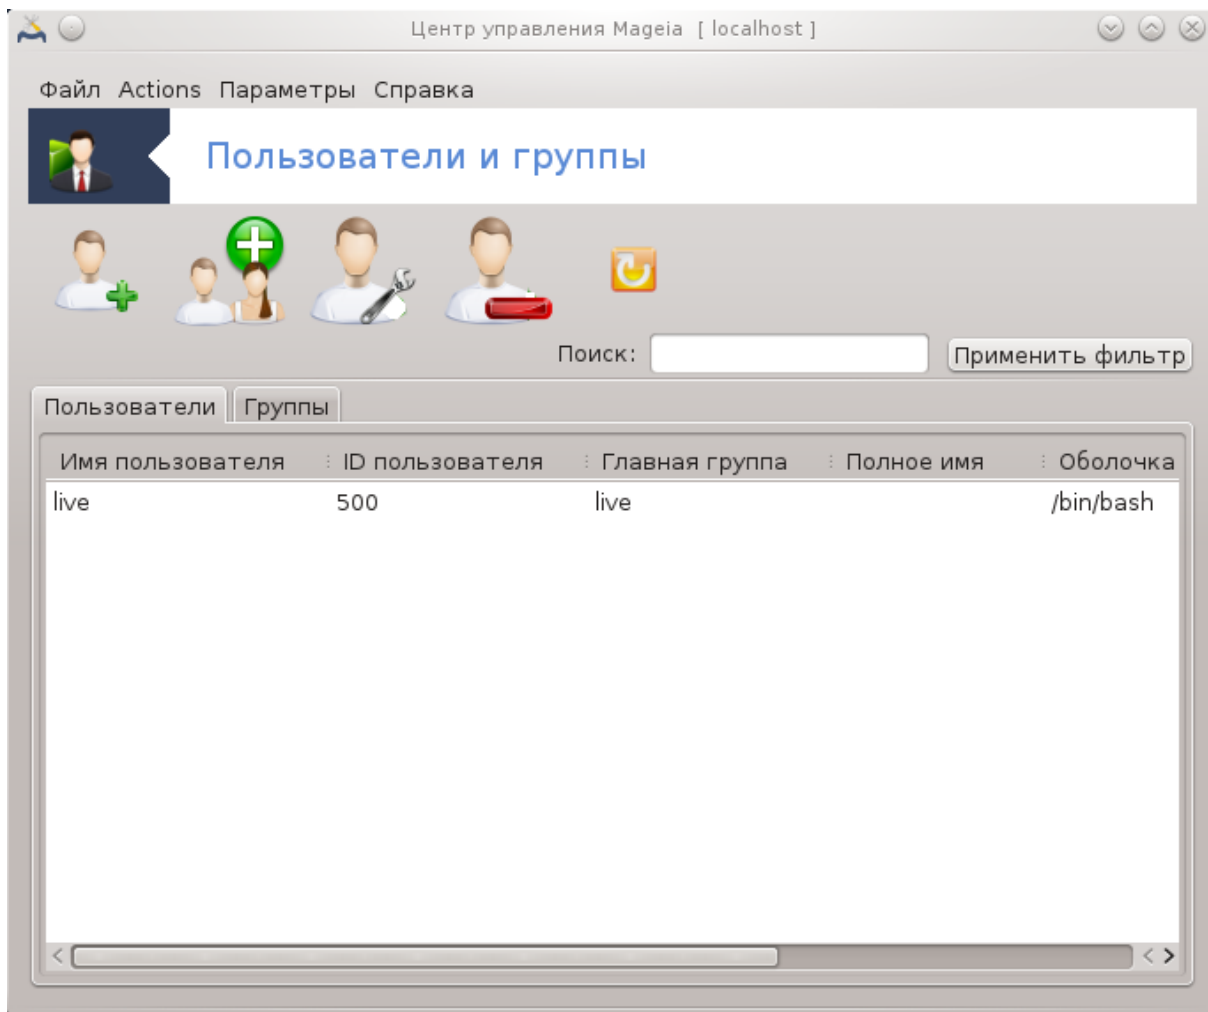 Центр управления Mageia [ localhost ]
Файл Actions Параметры Справка
Пользователи и группы
Поиск: Применить фильтр
Пользователи Группы
Имя пользователя ID пользователя Главная группа Полное имя Оболочка
live 500 live /bin/bash